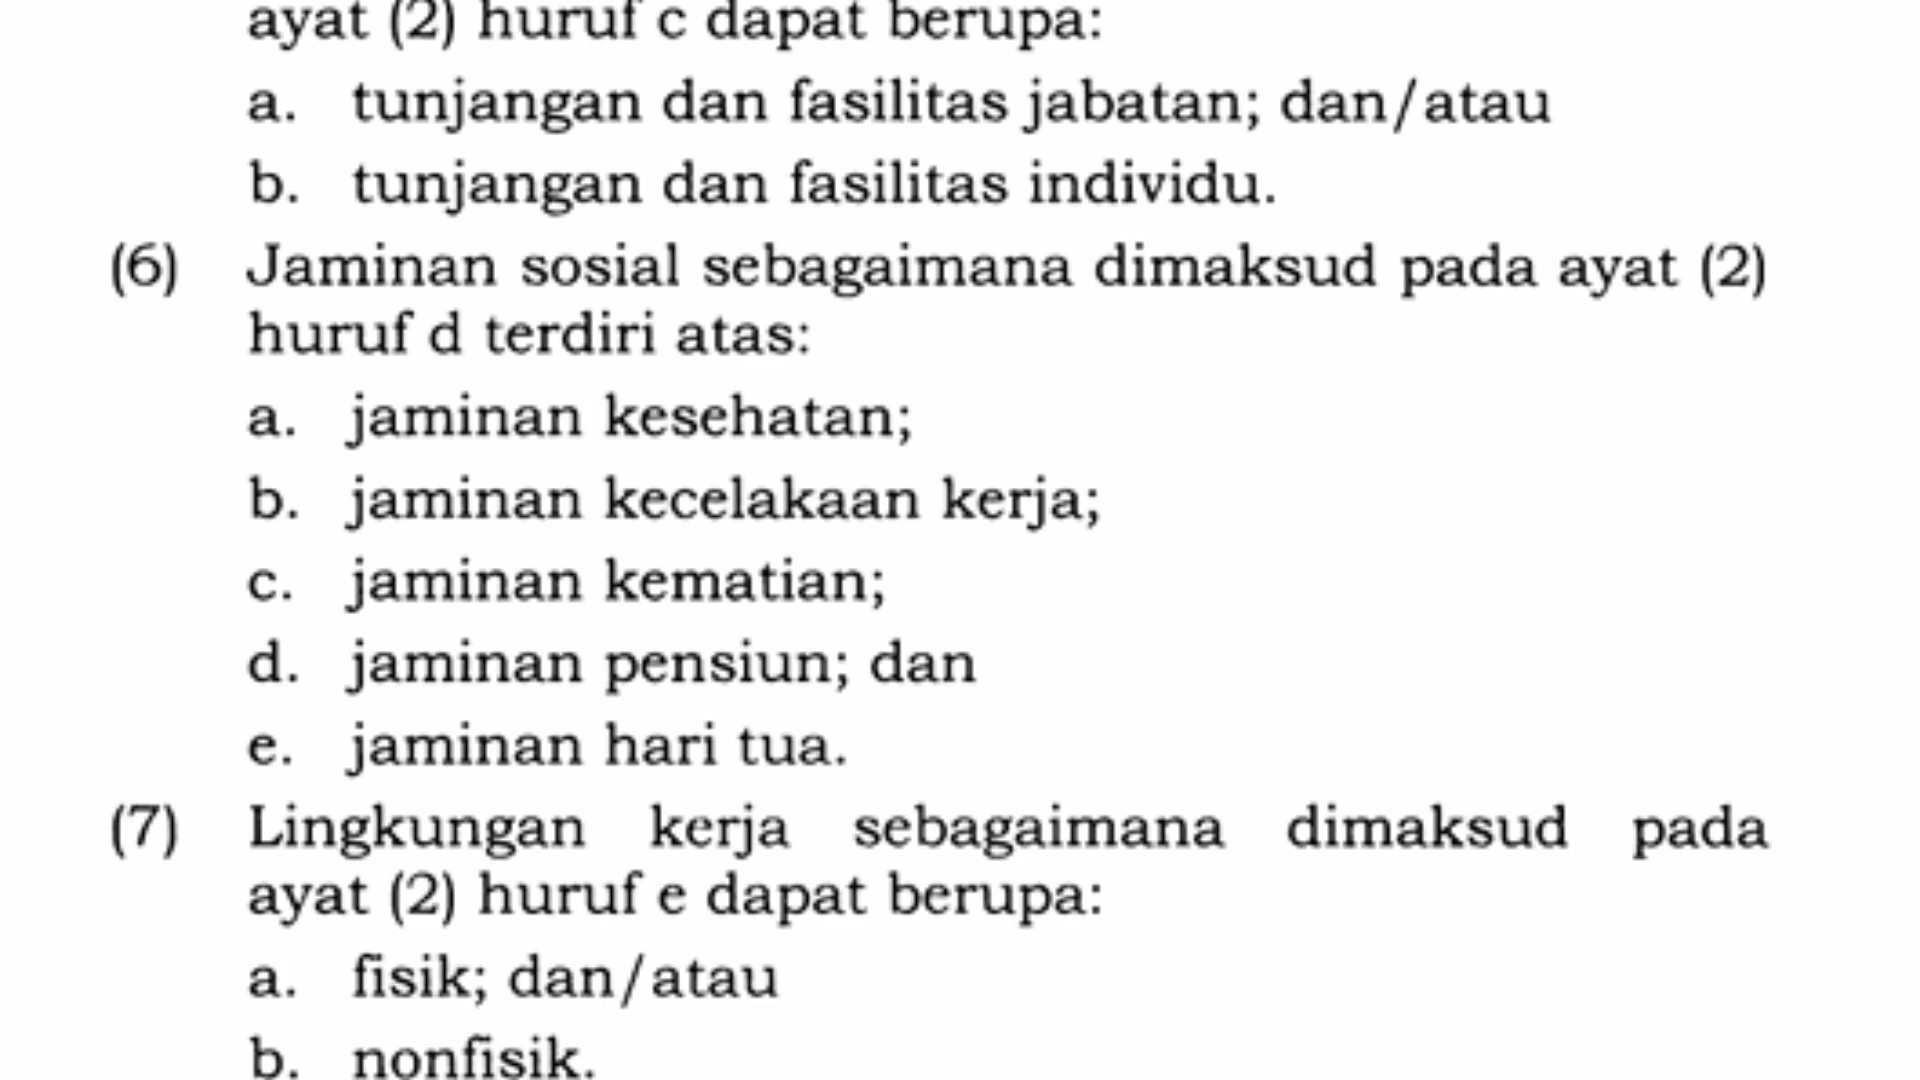 ayat (2) huruf c dapat berupa:
a. tunjangan dan fasilitas jabatan; dan/atau
b. tunjangan dan fasilitas individu.
(6) Jaminan sosial sebagaimana dimaksud pada ayat (2)
huruf d terdiri atas:
a. jaminan kesehatan;
b. jaminan kecelakaan kerja;
c. jaminan kematian;
d. jaminan pensiun; dan
e. jaminan hari tua.
(7) Lingkungan kerja sebagaimana dimaksud pada
ayat (2) huruf e dapat berupa:
a. fisik; dan/atau
b. nonfisik.